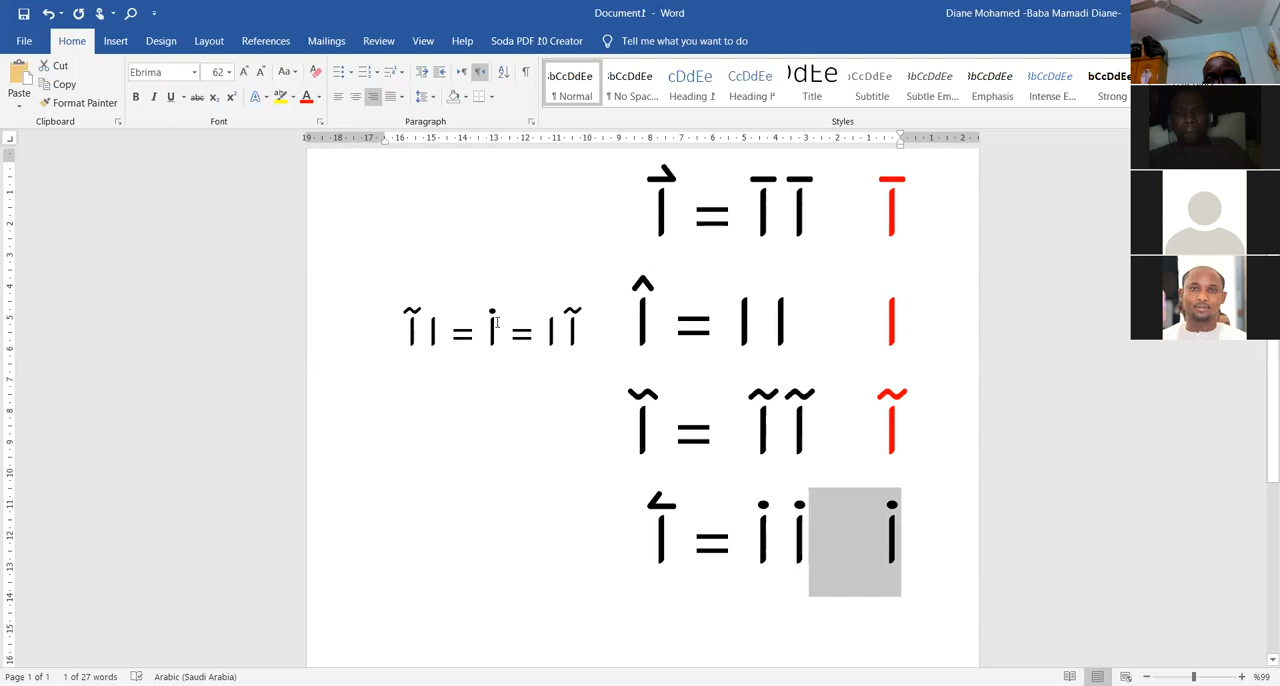 Document1 - Word
Diane Mohamed -Baba Mamadi Diane-
File Home Insert Design Layout References Mailings Review View Help Soda PDF 10 Creator Tell me what you want to do
Paste
Cut
Copy
Format Painter
Clipboard
Ebrima 62
Font
Paragraph
Normal
No Spac...
Heading 1
Heading 2
Title
Subtitle
Subtle Em...
Emphasis
Intense E...
Strong
Styles
ߊ߫ ߊ߫ ߊ߫ = ߊ߯
ߊ ߊ ߊ = ߊ߮
ߊ߬ ߊ = ߊ߭ = ߊ ߊ߬
ߊ߬ ߊ߬ ߊ߬ = ߊ߰
ߊ߭ ߊ߭ ߊ߭ = ߊ߱
Page 1 of 1 1 of 27 words Arabic (Saudi Arabia) %99